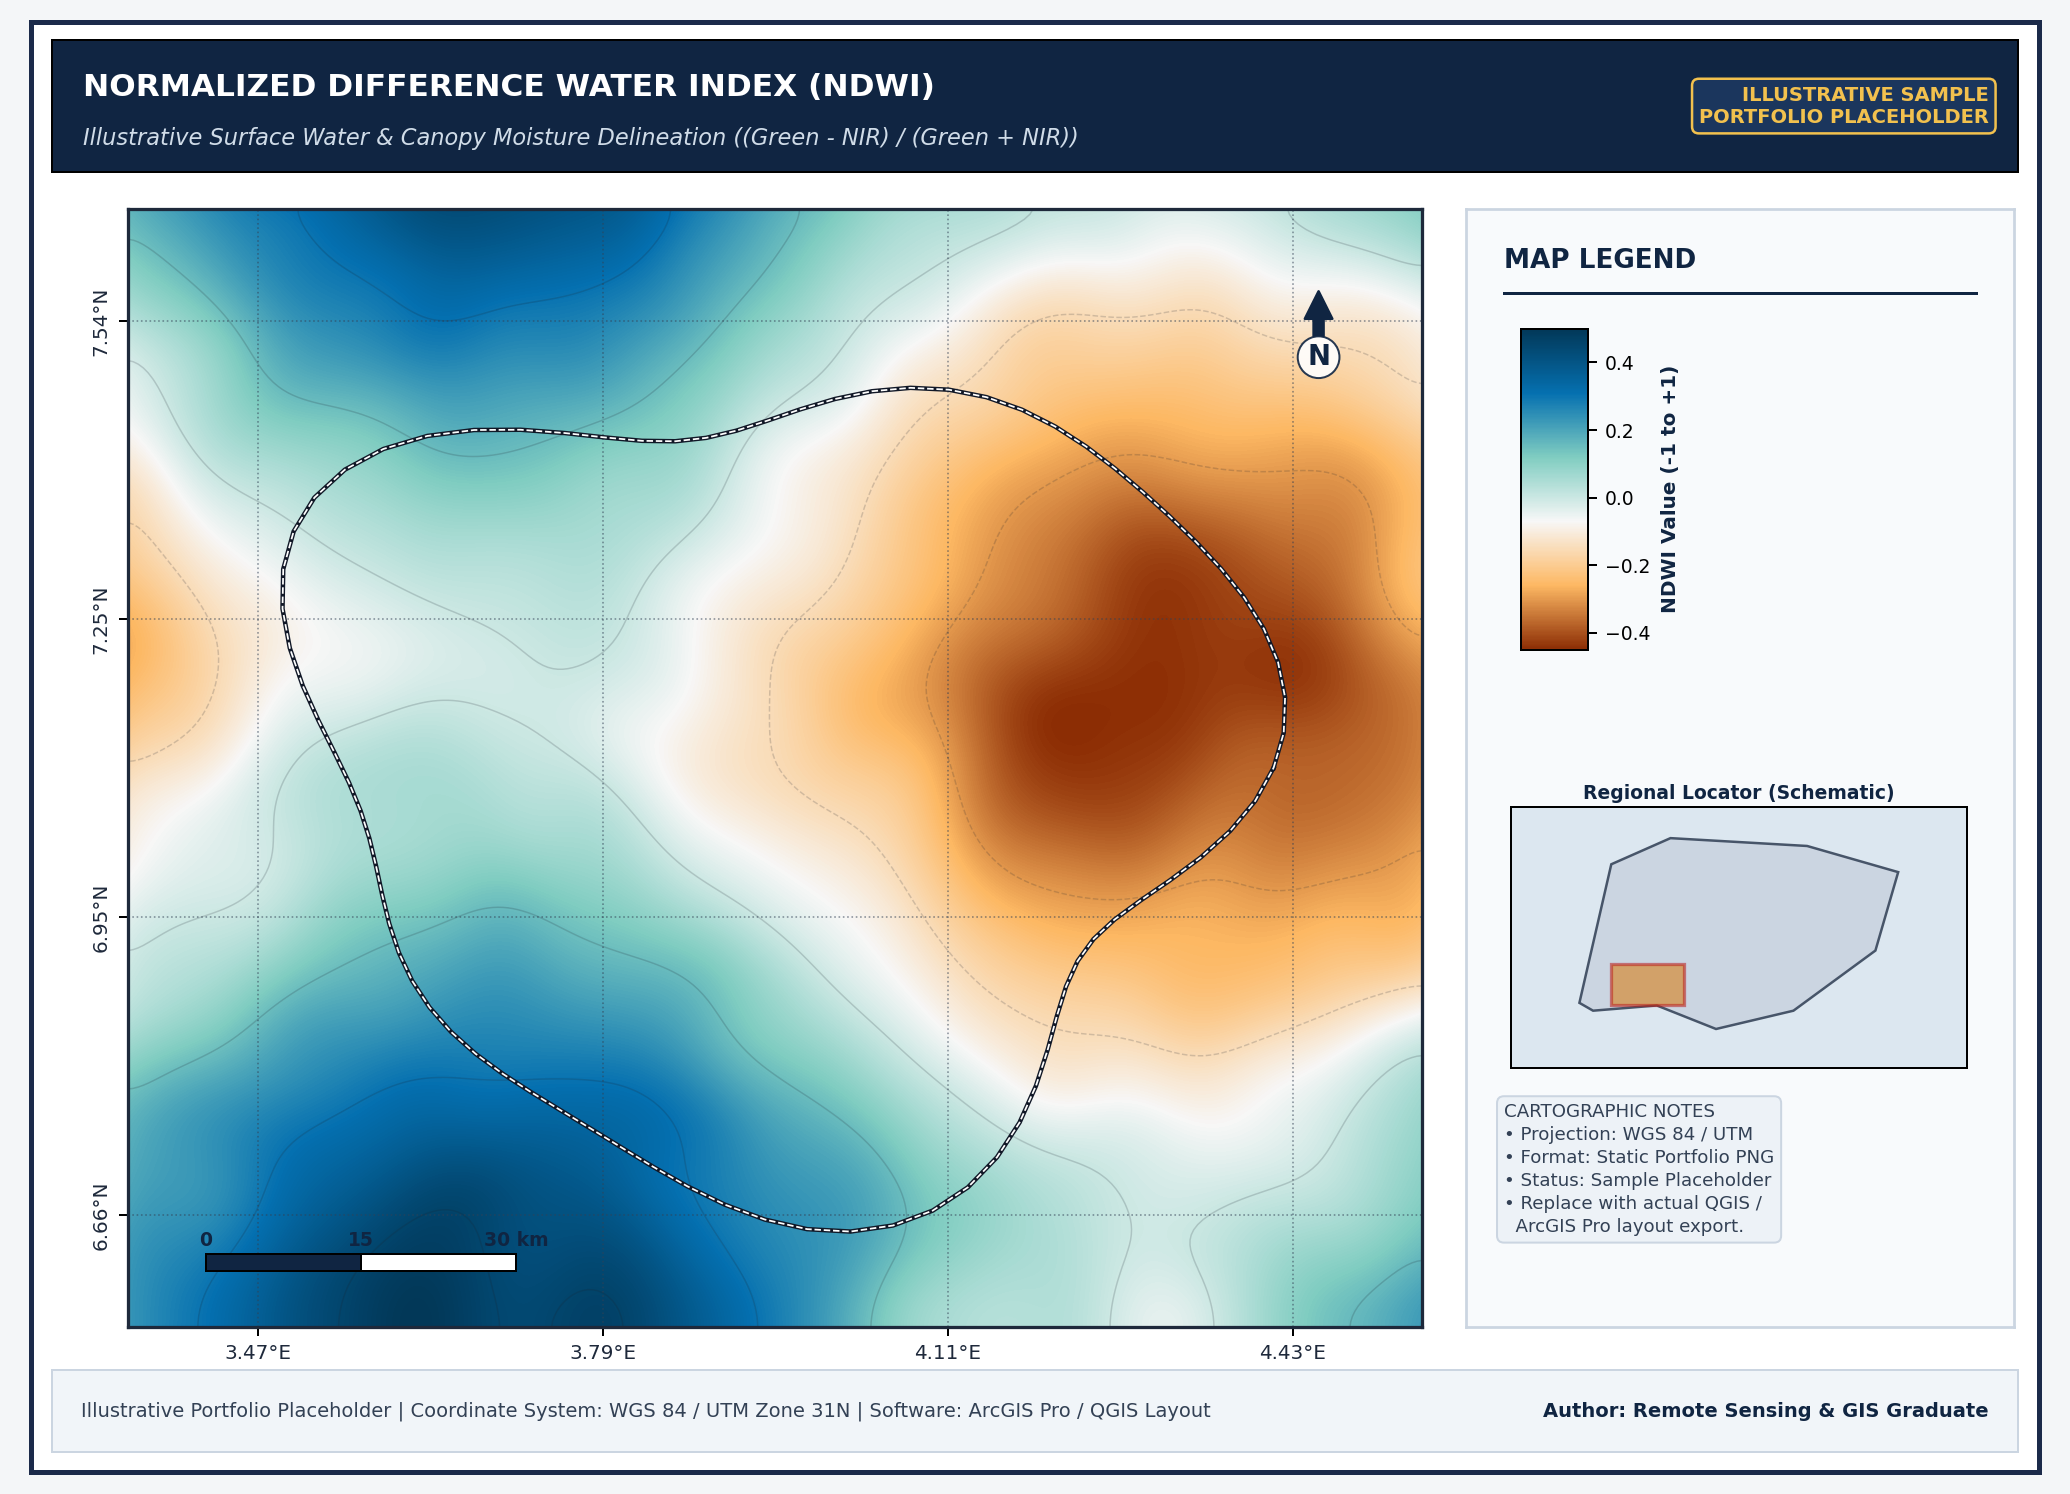 NORMALIZED DIFFERENCE WATER INDEX (NDWI)
Illustrative Surface Water & Canopy Moisture Delineation ((Green - NIR) / (Green + NIR))
ILLUSTRATIVE SAMPLE
PORTFOLIO PLACEHOLDER
7.54°N
7.25°N
6.95°N
6.66°N
N
0 15 30 km
3.47°E 3.79°E 4.11°E 4.43°E
MAP LEGEND
0.4
0.2
0.0
−0.2
−0.4
NDWI Value (-1 to +1)
Regional Locator (Schematic)
CARTOGRAPHIC NOTES
• Projection: WGS 84 / UTM
• Format: Static Portfolio PNG
• Status: Sample Placeholder
• Replace with actual QGIS /
ArcGIS Pro layout export.
Illustrative Portfolio Placeholder | Coordinate System: WGS 84 / UTM Zone 31N | Software: ArcGIS Pro / QGIS Layout
Author: Remote Sensing & GIS Graduate